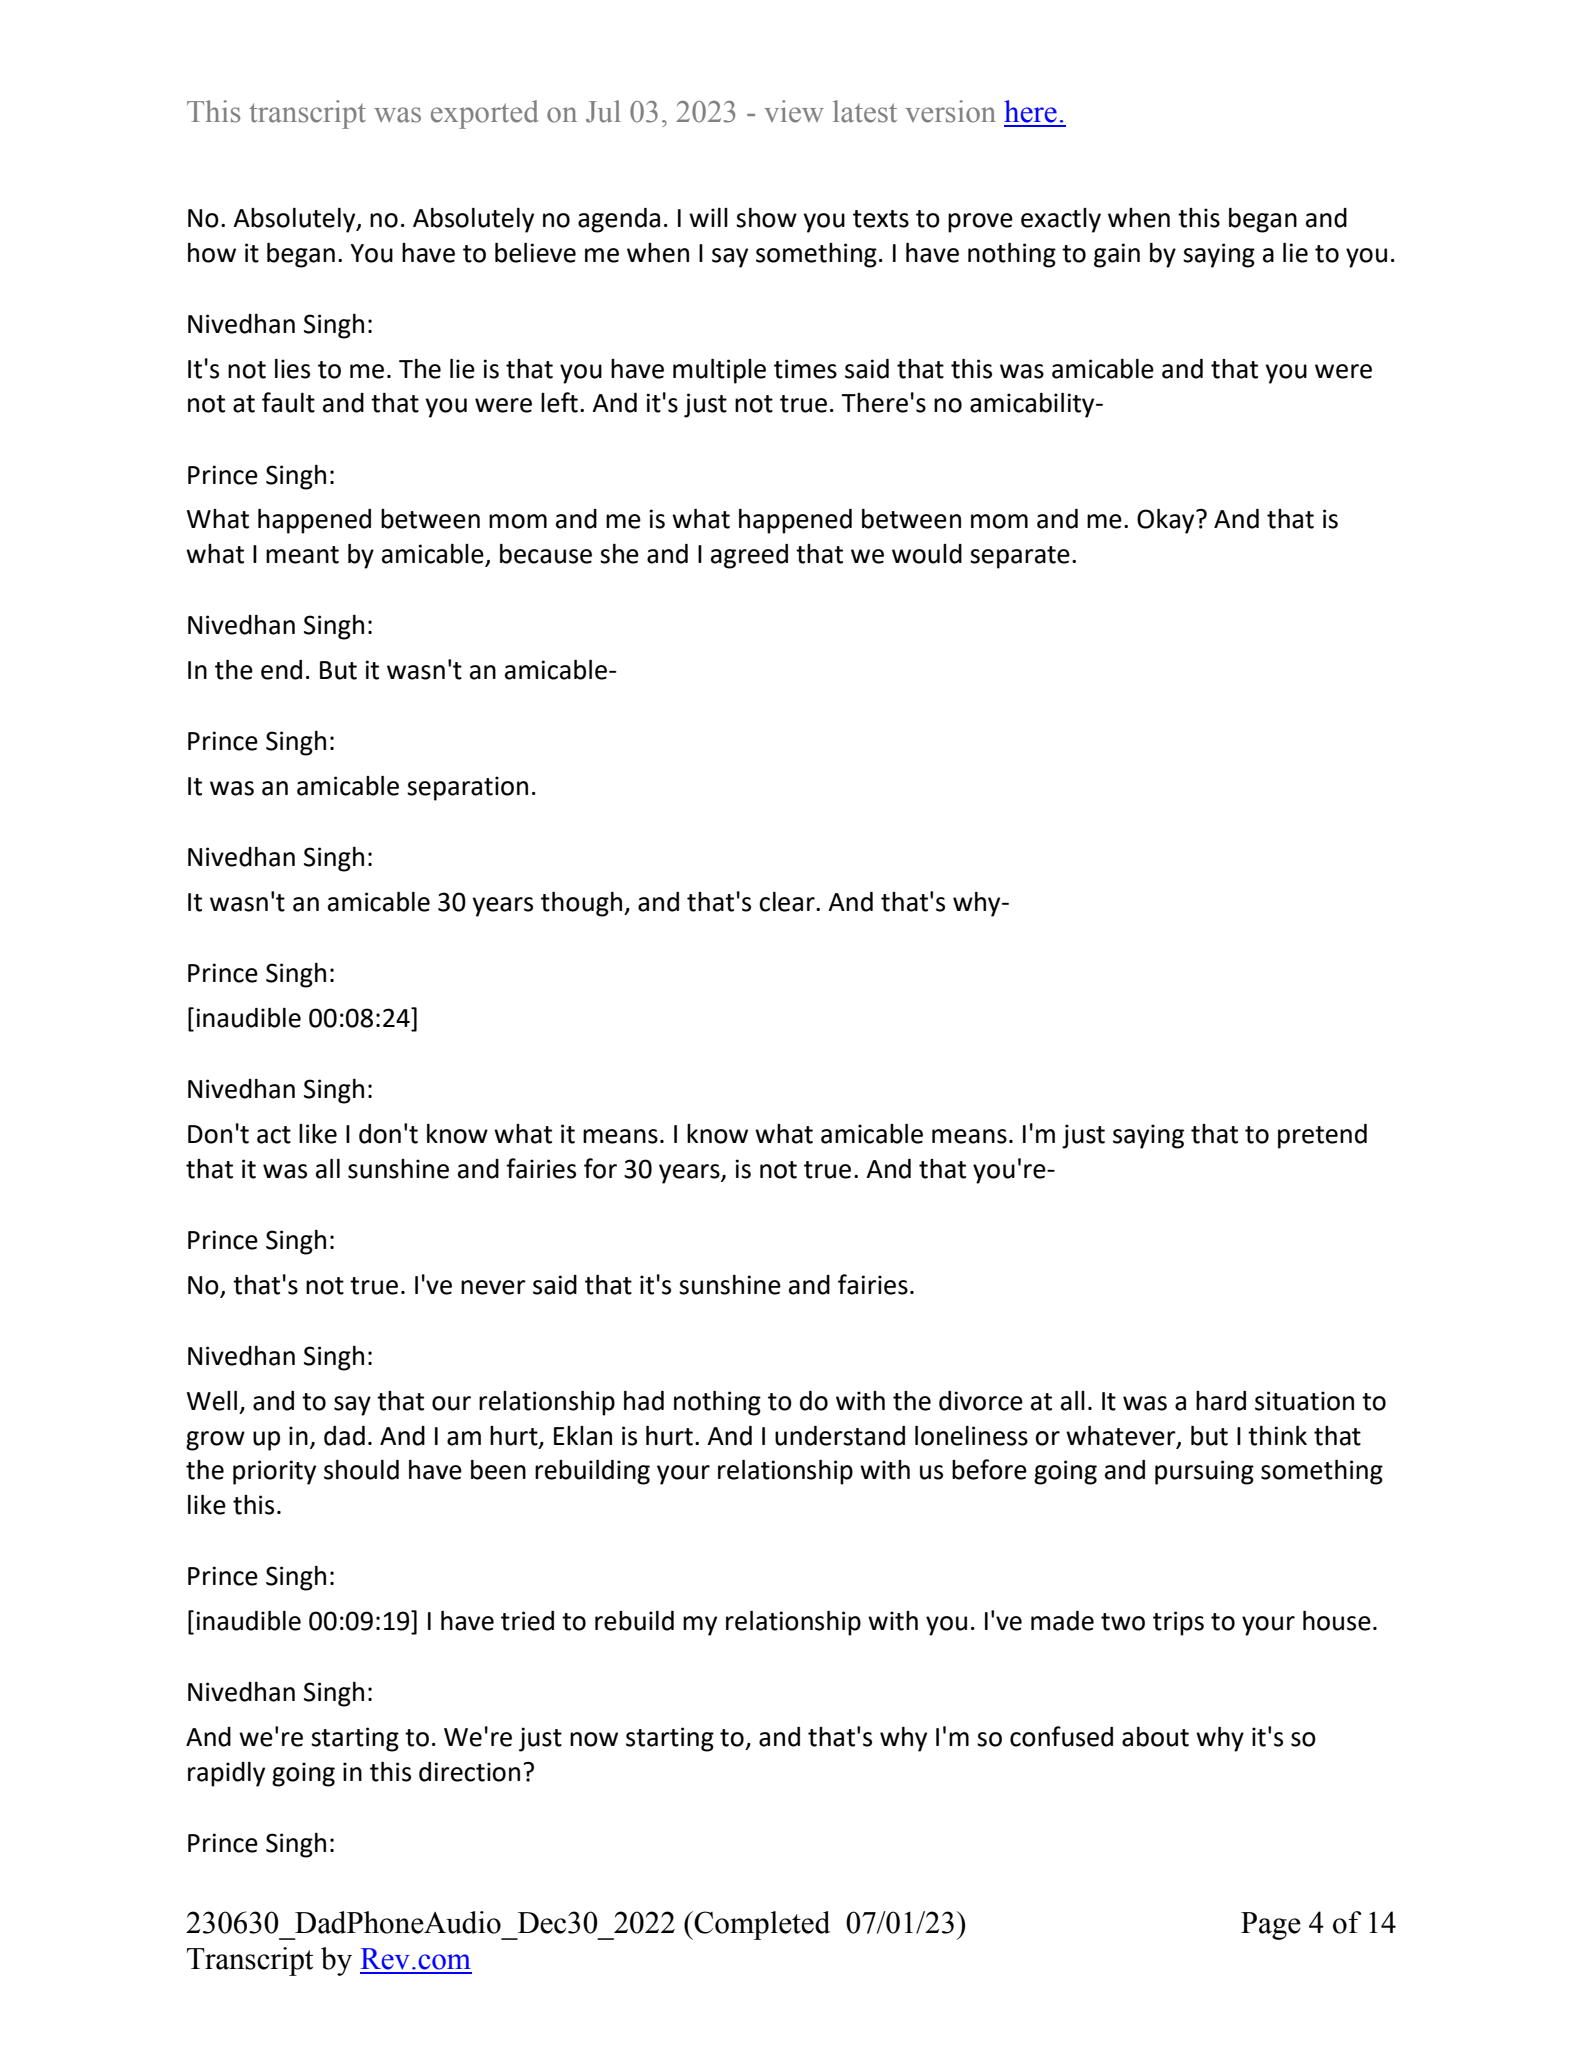 This transcript was exported on Jul 03, 2023 - view latest version here.
No. Absolutely, no. Absolutely no agenda. I will show you texts to prove exactly when this began and
how it began. You have to believe me when I say something. I have nothing to gain by saying a lie to you.
Nivedhan Singh:
It's not lies to me. The lie is that you have multiple times said that this was amicable and that you were
not at fault and that you were left. And it's just not true. There's no amicability-
Prince Singh:
What happened between mom and me is what happened between mom and me. Okay? And that is
what I meant by amicable, because she and I agreed that we would separate.
Nivedhan Singh:
In the end. But it wasn't an amicable-
Prince Singh:
It was an amicable separation.
Nivedhan Singh:
It wasn't an amicable 30 years though, and that's clear. And that's why-
Prince Singh:
[inaudible 00:08:24]
Nivedhan Singh:
Don't act like I don't know what it means. I know what amicable means. I'm just saying that to pretend
that it was all sunshine and fairies for 30 years, is not true. And that you're-
Prince Singh:
No, that's not true. I've never said that it's sunshine and fairies.
Nivedhan Singh:
Well, and to say that our relationship had nothing to do with the divorce at all. It was a hard situation to
grow up in, dad. And I am hurt, Eklan is hurt. And I understand loneliness or whatever, but I think that
the priority should have been rebuilding your relationship with us before going and pursuing something
like this.
Prince Singh:
[inaudible 00:09:19] I have tried to rebuild my relationship with you. I've made two trips to your house.
Nivedhan Singh:
And we're starting to. We're just now starting to, and that's why I'm so confused about why it's so
rapidly going in this direction?
Prince Singh:
230630_DadPhoneAudio_Dec30_2022 (Completed  07/01/23)
Page 4 of 14
Transcript by Rev.com